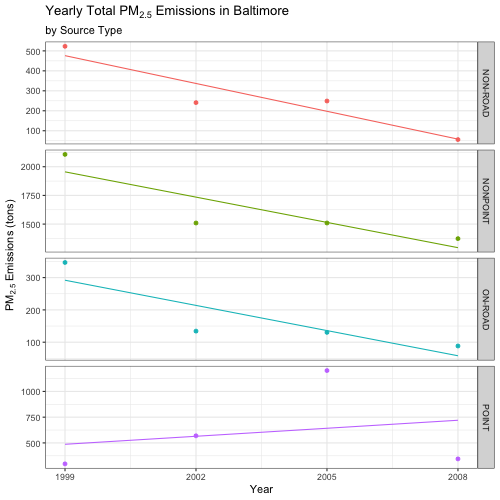 Yearly Total PM2.5 Emissions in Baltimore
by Source Type
PM2.5 Emissions (tons)
500
400
300
200
100
NON-ROAD
2000
1750
1500
NONPOINT
300
200
100
ON-ROAD
1000
750
500
POINT
1999
2002
2005
2008
Year